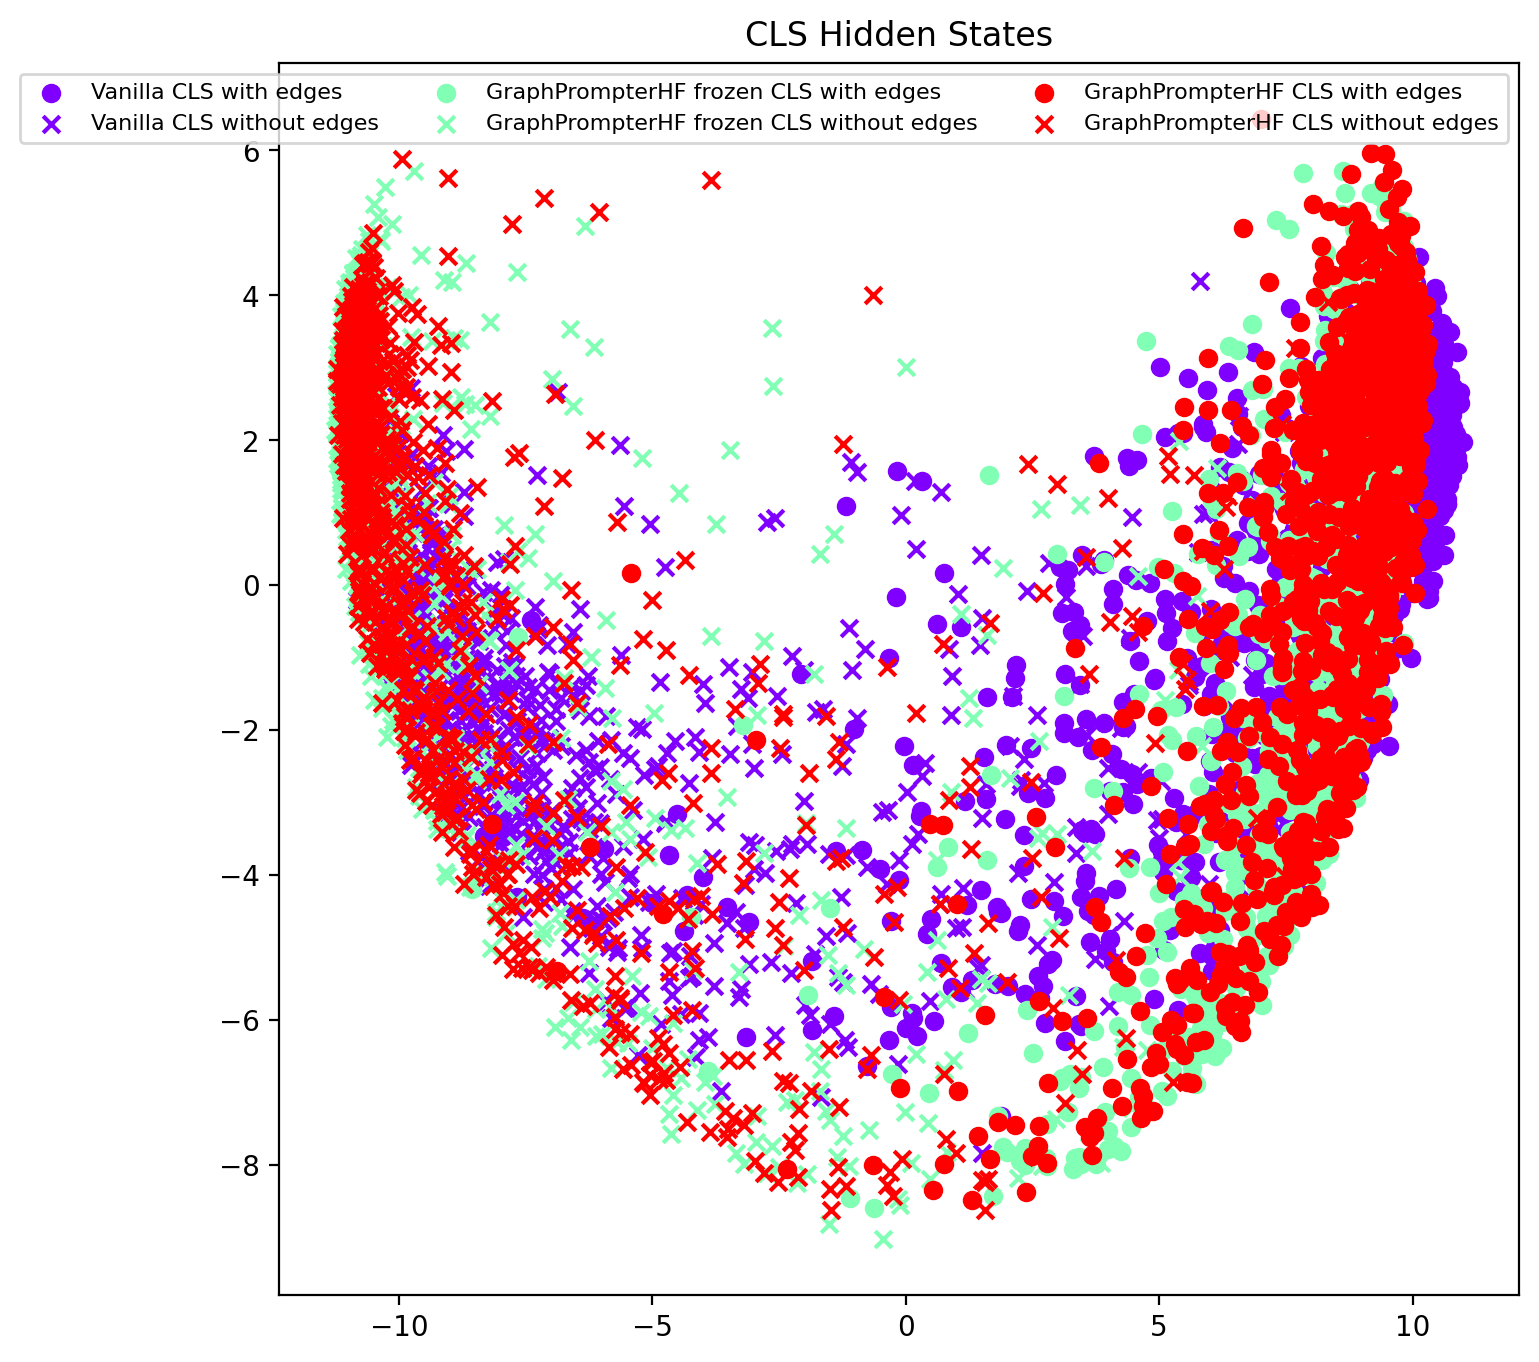 CLS Hidden States
Vanilla CLS with edges
Vanilla CLS without edges
GraphPrompterHF frozen CLS with edges
GraphPrompterHF frozen CLS without edges
GraphPrompterHF CLS with edges
GraphPrompterHF CLS without edges
6
4
2
0
−2
−4
−6
−8
−10
−5
0
5
10